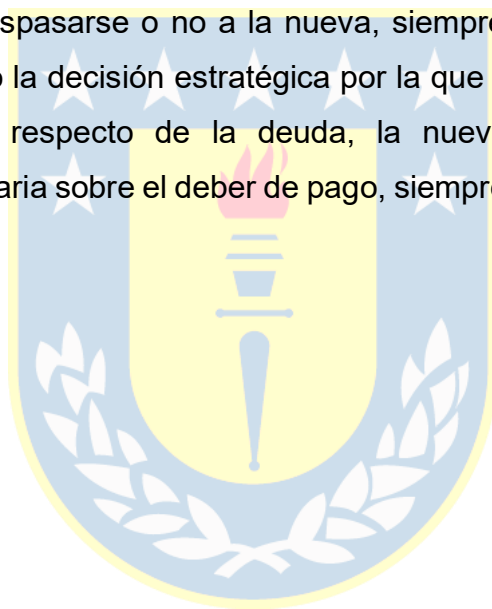 spasarse o no a la nueva, siempre
la decisión estratégica por la que
respecto de la deuda, la nuev
aria sobre el deber de pago, siempre